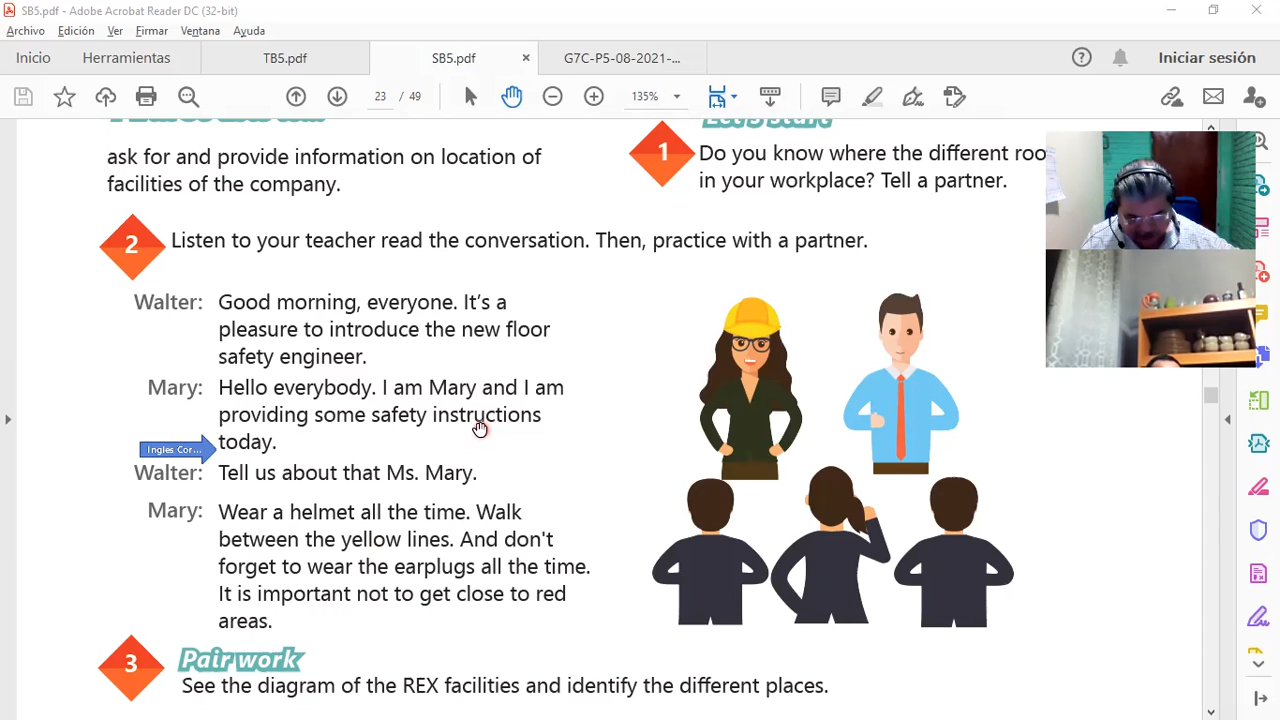 SB5.pdf - Adobe Acrobat Reader DC (32-bit)
Archivo Edición Ver Firmar Ventana Ayuda
Inicio Herramientas TB5.pdf SB5.pdf G7C-P5-08-2021-... Iniciar sesión
23 / 49 135%
ask for and provide information on location of
facilities of the company.
Let's start
1 Do you know where the different roo
in your workplace? Tell a partner.
2 Listen to your teacher read the conversation. Then, practice with a partner.
Walter: Good morning, everyone. It's a
pleasure to introduce the new floor
safety engineer.
Mary: Hello everybody. I am Mary and I am
providing some safety instructions
today.
Ingles Cor...
Walter: Tell us about that Ms. Mary.
Mary: Wear a helmet all the time. Walk
between the yellow lines. And don't
forget to wear the earplugs all the time.
It is important not to get close to red
areas.
3 Pair work
See the diagram of the REX facilities and identify the different places.